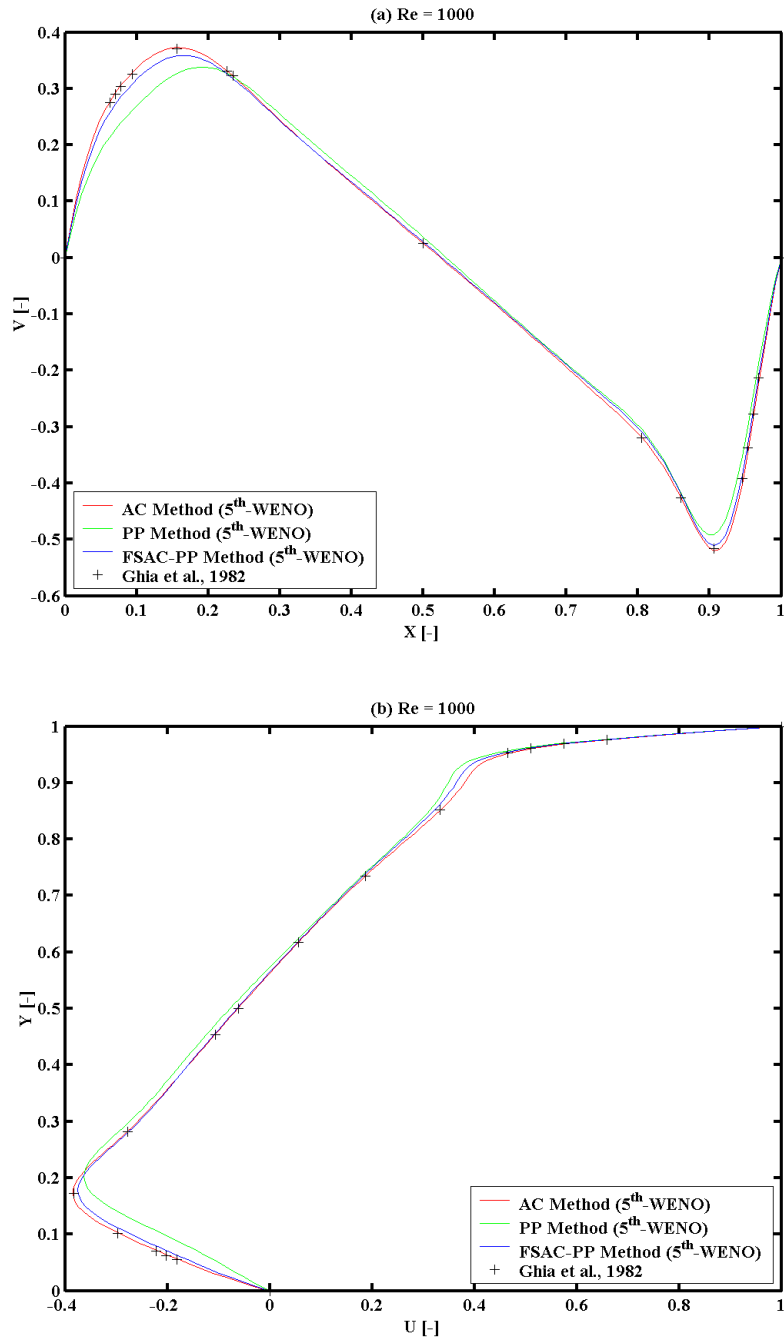 (a) Re = 1000
0.4
0.3
0.2
0.1
0
-0.1
-0.2
-0.3
-0.4
-0.5
-0.6
V [-]
AC Method (5th-WENO)
PP Method (5th-WENO)
FSAC-PP Method (5th-WENO)
Ghia et al., 1982
0 0.1 0.2 0.3 0.4 0.5 0.6 0.7 0.8 0.9 1
X [-]
(b) Re = 1000
1
0.9
0.8
0.7
0.6
0.5
0.4
0.3
0.2
0.1
0
Y [-]
AC Method (5th-WENO)
PP Method (5th-WENO)
FSAC-PP Method (5th-WENO)
Ghia et al., 1982
-0.4 -0.2 0 0.2 0.4 0.6 0.8 1
U [-]